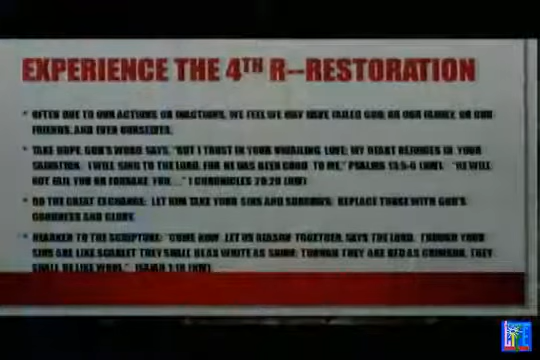 EXPERIENCE THE 4TH R--RESTORATION
• OFTEN DUE TO OUR ACTIONS OR INACTIONS, WE FEEL WE MAY HAVE FAILED GOD, OR OUR FAMILY, OR OUR
FRIENDS, AND EVEN OURSELVES.
• TAKE HOPE, GOD'S WORD SAYS, "BUT I TRUST IN YOUR UNFAILING LOVE; MY HEART REJOICES IN YOUR
SALVATION. I WILL SING TO THE LORD, FOR HE HAS BEEN GOOD TO ME." PSALMS 13:5-6 "HE WILL
NOT FAIL YOU OR FORSAKE YOU...." 1 CHRONICLES 28:20
• DO THE GREAT EXCHANGE: LET HIM TAKE YOUR SINS AND SORROWS; REPLACE THOSE WITH GOD'S
GOODNESS AND GLORY.
• HEARKEN TO THE SCRIPTURE: "COME NOW, LET US REASON TOGETHER, SAYS THE LORD. THOUGH YOUR
SINS ARE LIKE SCARLET THEY SHALL BE AS WHITE AS SNOW; THOUGH THEY ARE RED AS CRIMSON, THEY
SHALL BE LIKE WOOL." ISAIAH 1:18